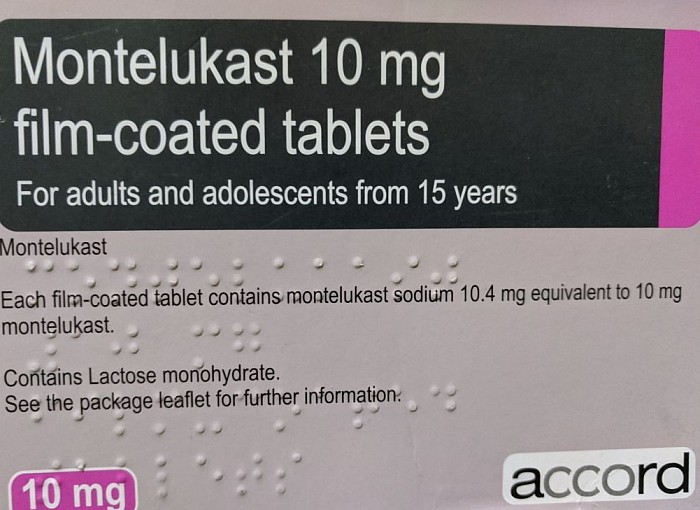 Montelukast 10 mg
film-coated tablets
For adults and adolescents from 15 years
Montelukast
Each film-coated tablet contains montelukast sodium 10.4 mg equivalent to 10 mg
montelukast.
Contains Lactose monohydrate.
See the package leaflet for further information.
10 mg
accord